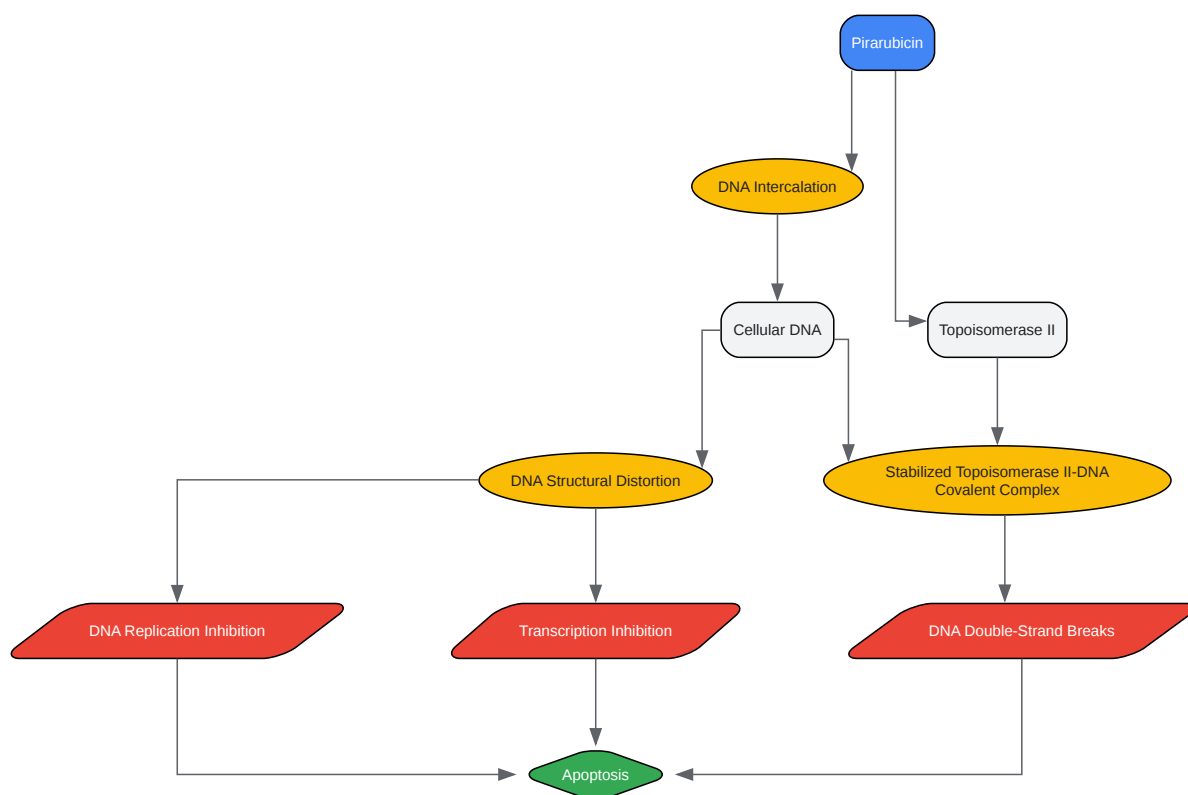 Pirarubicin
DNA Intercalation
Cellular DNA
Topoisomerase II
DNA Structural Distortion
Stabilized Topoisomerase II-DNA
Covalent Complex
DNA Replication Inhibition
Transcription Inhibition
DNA Double-Strand Breaks
Apoptosis